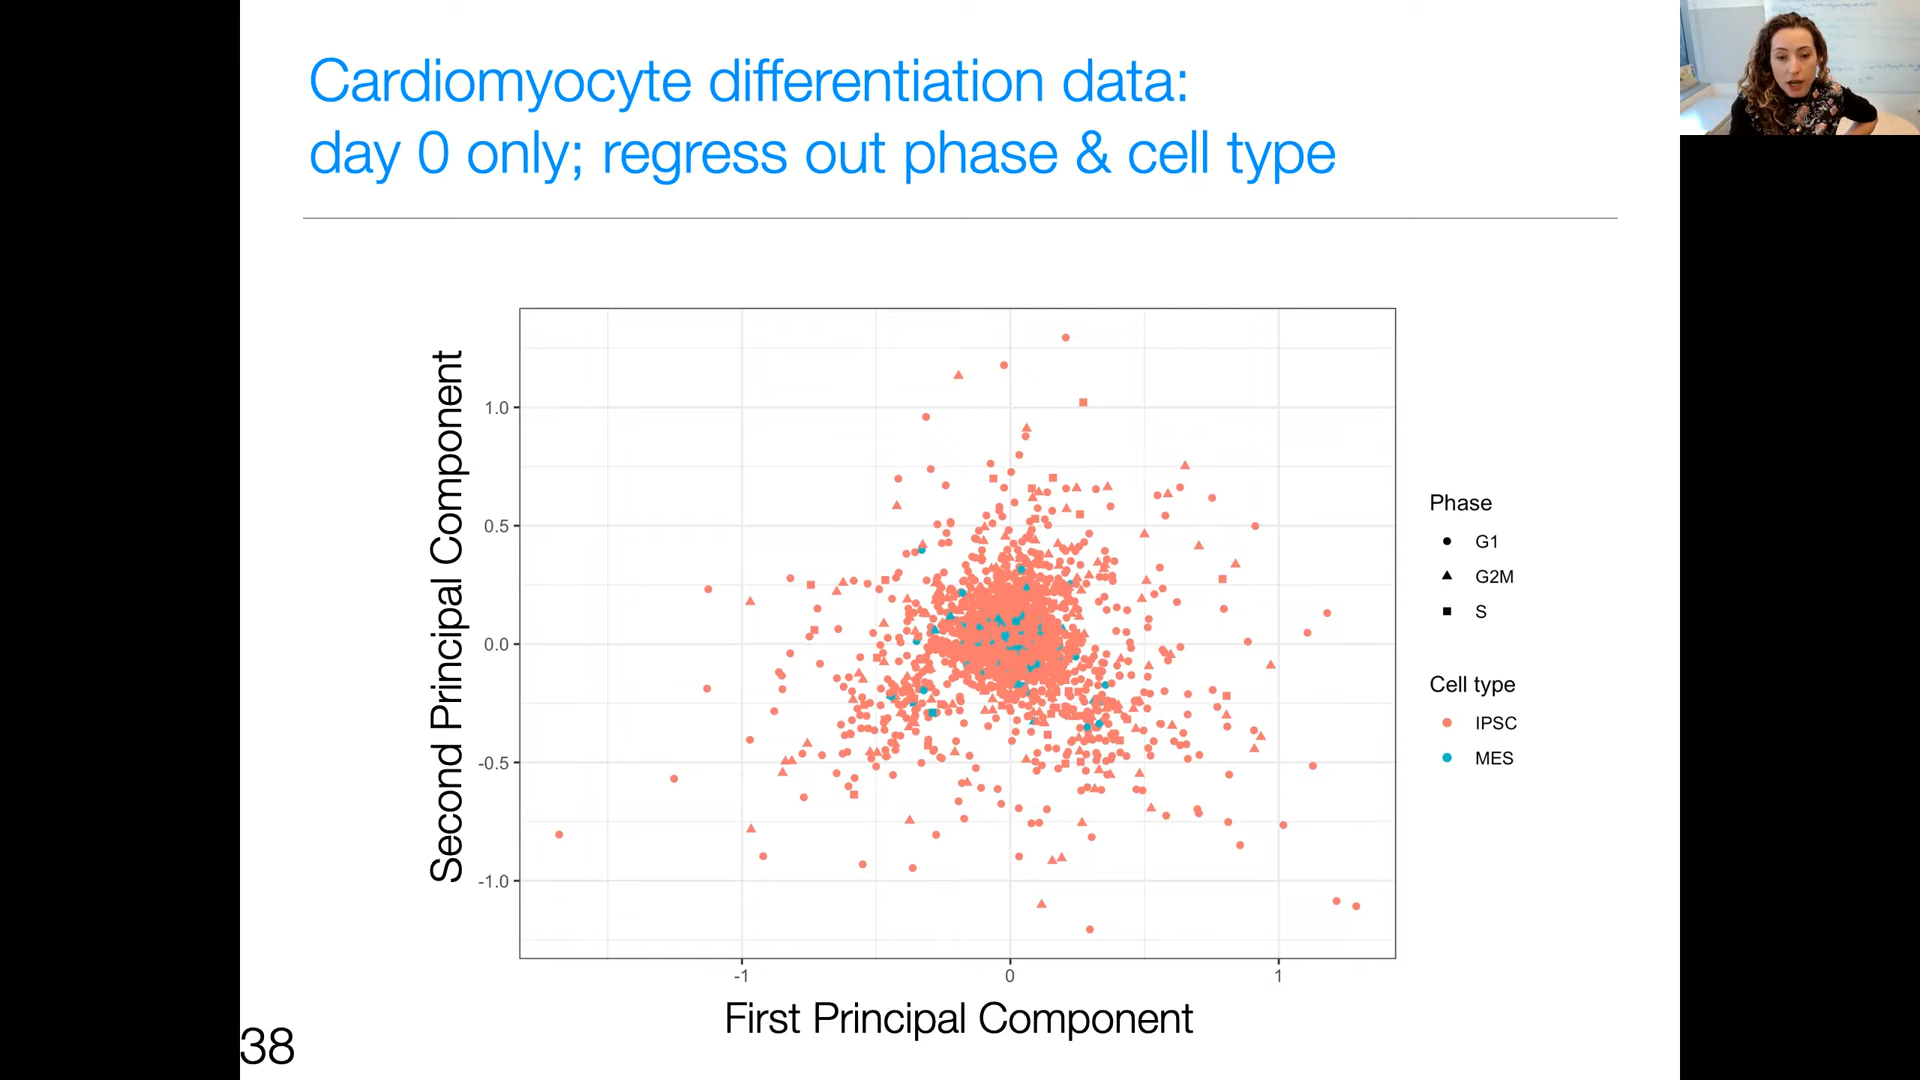 Cardiomyocyte differentiation data:
day 0 only; regress out phase & cell type
Second Principal Component
1.0
0.5
0.0
-0.5
-1.0
-1
0
1
First Principal Component
Phase
G1
G2M
S
Cell type
IPSC
MES
38